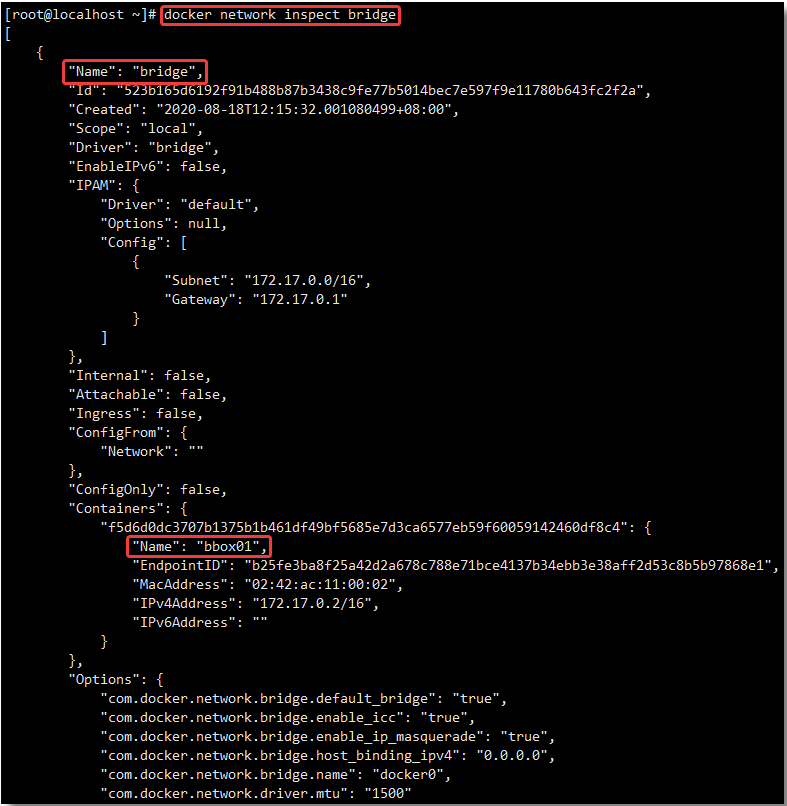 [root@localhost ~]# docker network inspect bridge
[
    {
        "Name": "bridge",
        "Id": "523b165d6192f91b488b87b3438c9fe77b5014bec7e597f9e11780b643fc2f2a",
        "Created": "2020-08-18T12:15:32.001080499+08:00",
        "Scope": "local",
        "Driver": "bridge",
        "EnableIPv6": false,
        "IPAM": {
            "Driver": "default",
            "Options": null,
            "Config": [
                {
                    "Subnet": "172.17.0.0/16",
                    "Gateway": "172.17.0.1"
                }
            ]
        },
        "Internal": false,
        "Attachable": false,
        "Ingress": false,
        "ConfigFrom": {
            "Network": ""
        },
        "ConfigOnly": false,
        "Containers": {
            "f5d6d0dc3707b1375b1b461df49bf5685e7d3ca6577eb59f60059142460df8c4": {
                "Name": "bbox01",
                "EndpointID": "b25fe3ba8f25a42d2a678c788e71bce4137b34ebb3e38aff2d53c8b5b97868e1",
                "MacAddress": "02:42:ac:11:00:02",
                "IPv4Address": "172.17.0.2/16",
                "IPv6Address": ""
            }
        },
        "Options": {
            "com.docker.network.bridge.default_bridge": "true",
            "com.docker.network.bridge.enable_icc": "true",
            "com.docker.network.bridge.enable_ip_masquerade": "true",
            "com.docker.network.bridge.host_binding_ipv4": "0.0.0.0",
            "com.docker.network.bridge.name": "docker0",
            "com.docker.network.driver.mtu": "1500"